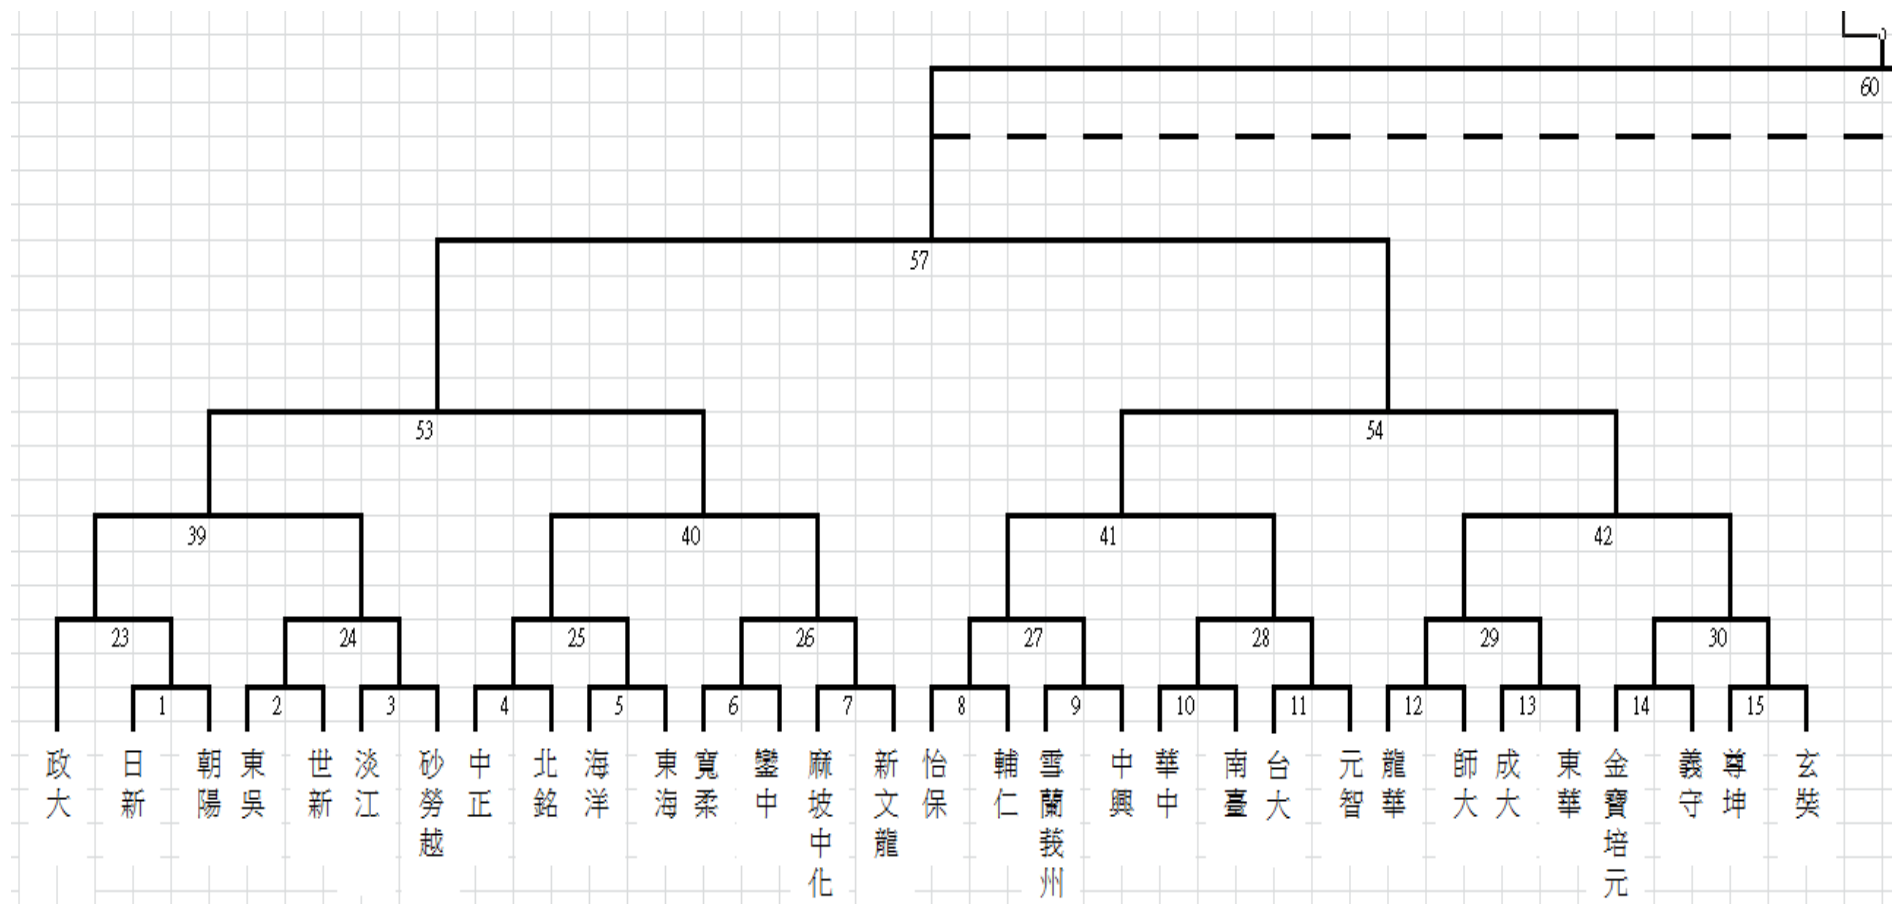 60
57
53
54
39
40
41
42
23
24
25
26
27
28
29
30
1
2
3
4
5
6
7
8
9
10
11
12
13
14
15
政大
日新
朝陽
東吳
世新
淡江
砂勞越
中正
北銘
海洋
東海
寬柔
鑾中
麻坡中化
新文龍
怡保
輔仁
雪蘭莪州
中興
華中
南臺
台大
元智
龍華
師大
成大
東華
金寶培元
義守
尊坤
玄奘